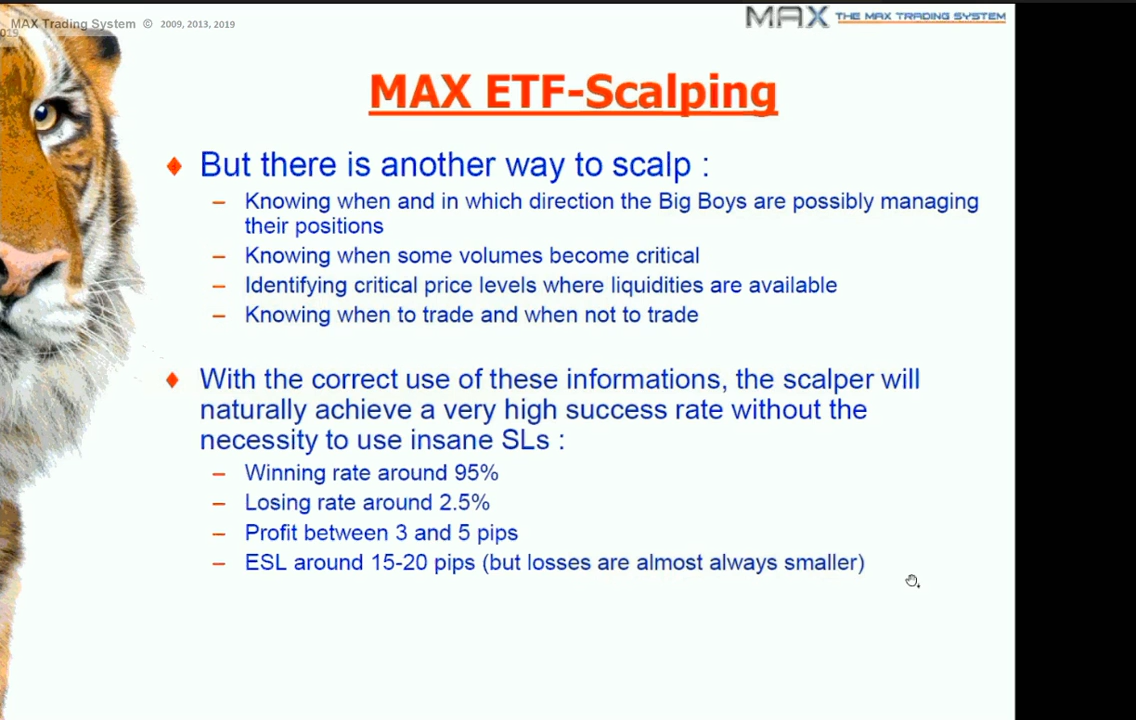 MAX Trading System © 2009, 2013, 2019
019
MAX THE MAX TRADING SYSTEM
MAX ETF-Scalping
But there is another way to scalp :
– Knowing when and in which direction the Big Boys are possibly managing
their positions
– Knowing when some volumes become critical
– Identifying critical price levels where liquidities are available
– Knowing when to trade and when not to trade
With the correct use of these informations, the scalper will
naturally achieve a very high success rate without the
necessity to use insane SLs :
– Winning rate around 95%
– Losing rate around 2.5%
– Profit between 3 and 5 pips
– ESL around 15-20 pips (but losses are almost always smaller)